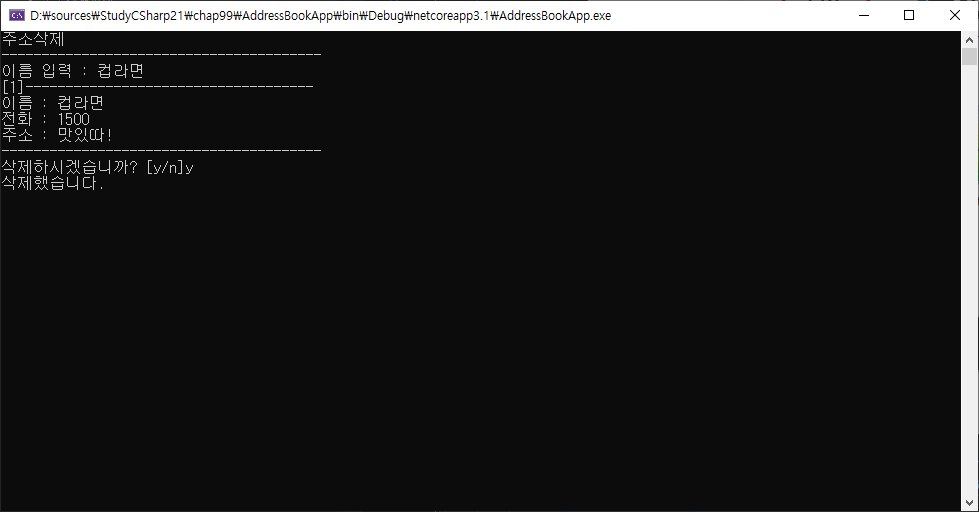 D:₩sources₩StudyCSharp21₩chap99₩AddressBookApp₩bin₩Debug₩netcoreapp3.1₩AddressBookApp.exe
주소삭제
----------------------------------------
이름 입력 : 컵라면
[1]------------------------------------
이름 : 컵라면
전화 : 1500
주소 : 맛있따!
----------------------------------------
삭제하시겠습니까? [y/n]y
삭제했습니다.